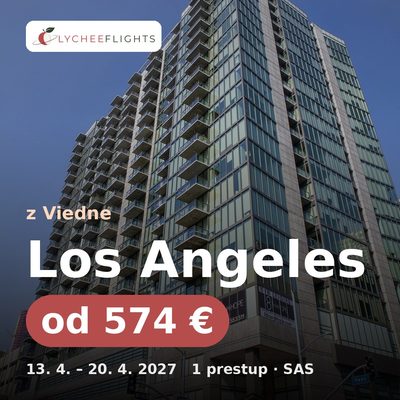 LYCHEEFLIGHTS
z Viedne
Los Angeles
od 574 €
13. 4. – 20. 4. 2027 1 prestup · SAS